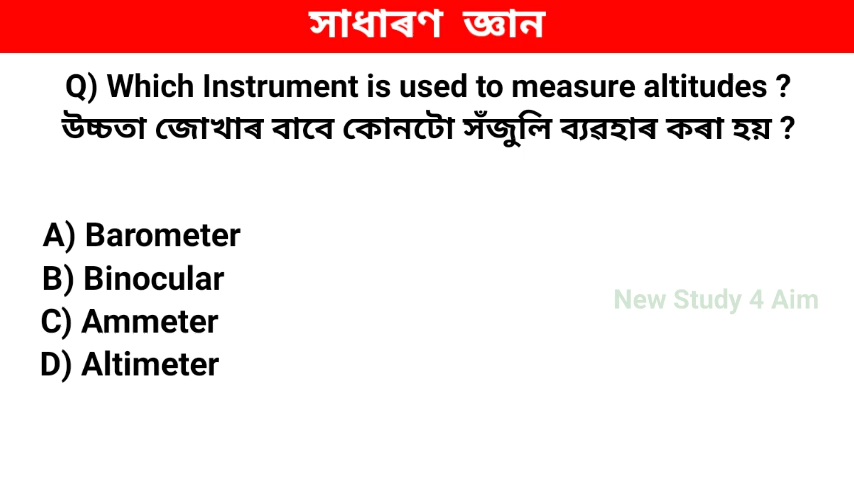 সাধাৰণ জ্ঞান
Q) Which Instrument is used to measure altitudes ?
উচ্চতা জোখাৰ বাবে কোনটো সঁজুলি ব্যৱহাৰ কৰা হয় ?
A) Barometer
B) Binocular
New Study 4 Aim
C) Ammeter
D) Altimeter